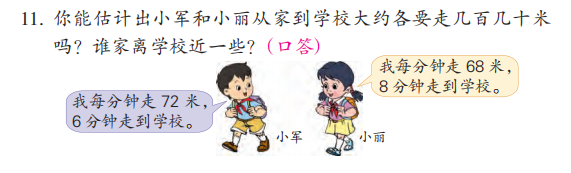 11. 你能估计出小军和小丽从家到学校大约各要走几百几十米
吗？谁家离学校近一些？（口答）
我每分钟走 68 米，
8 分钟走到学校。
我每分钟走 72 米，
6 分钟走到学校。
小军
小丽